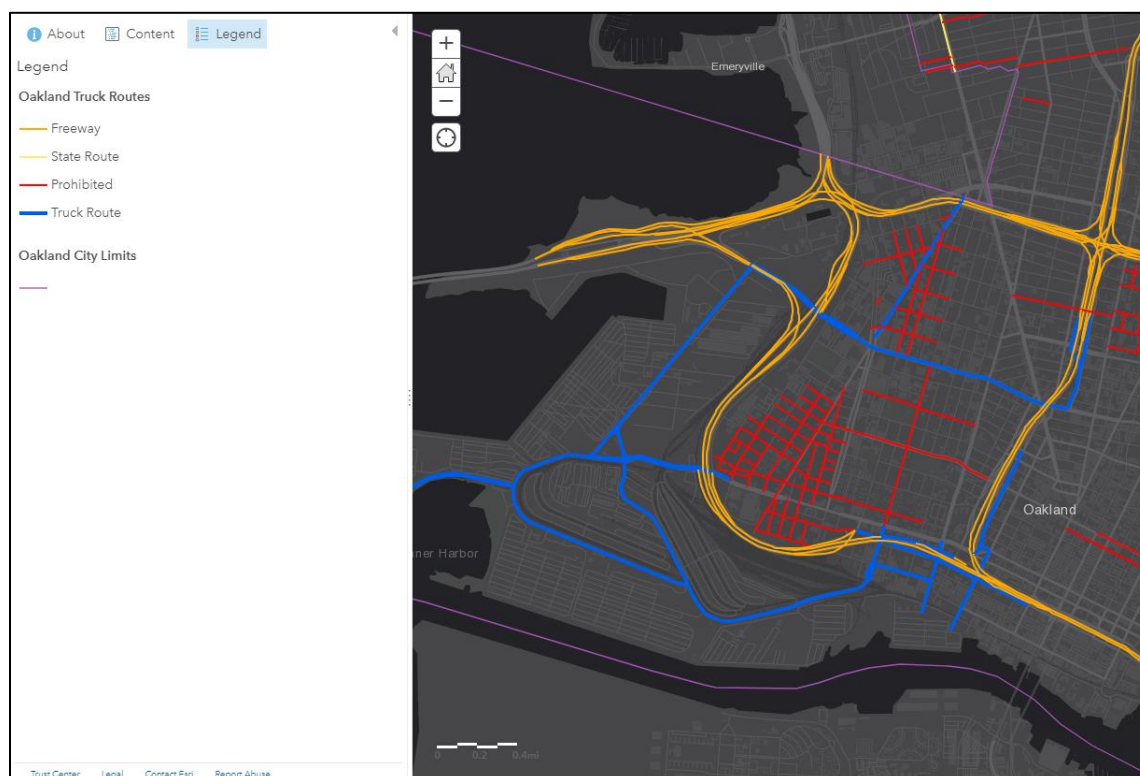 About Content Legend
Legend
Oakland Truck Routes
Freeway
State Route
Prohibited
Truck Route
Oakland City Limits
Trust Center Legal Contact Esri Report Abuse
+
−
Emeryville
Oakland
ner Harbor
0 0.2 0.4mi